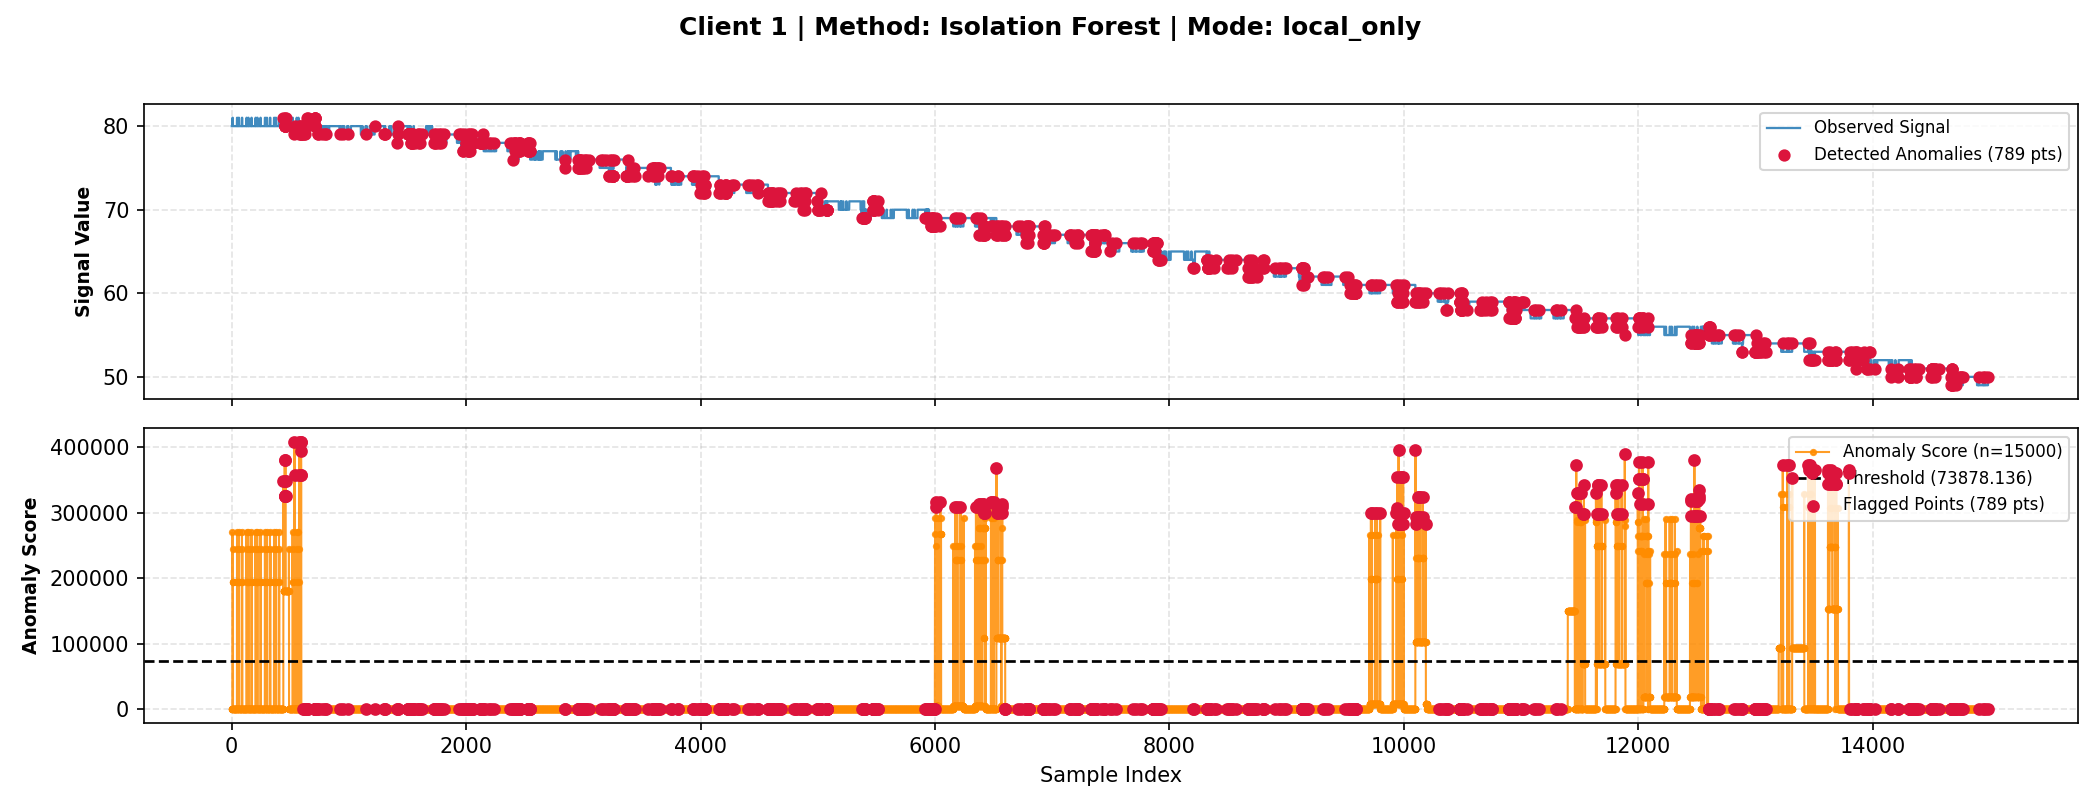 Client 1 | Method: Isolation Forest | Mode: local_only
Signal Value
80
70
60
50
Observed Signal
Detected Anomalies (789 pts)
Anomaly Score
400000
300000
200000
100000
0
Anomaly Score (n=15000)
Threshold (73878.136)
Flagged Points (789 pts)
0
2000
4000
6000
8000
10000
12000
14000
Sample Index